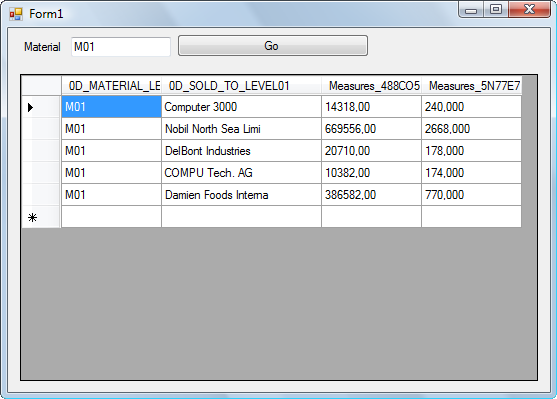 Form1
Material M01 Go
0D_MATERIAL_LE 0D_SOLD_TO_LEVEL01 Measures_488CO5 Measures_5N77E7
M01 Computer 3000 14318,00 240,000
M01 Nobil North Sea Limi 669556,00 2668,000
M01 DelBont Industries 20710,00 178,000
M01 COMPU Tech. AG 10382,00 174,000
M01 Damien Foods Interna 386582,00 770,000